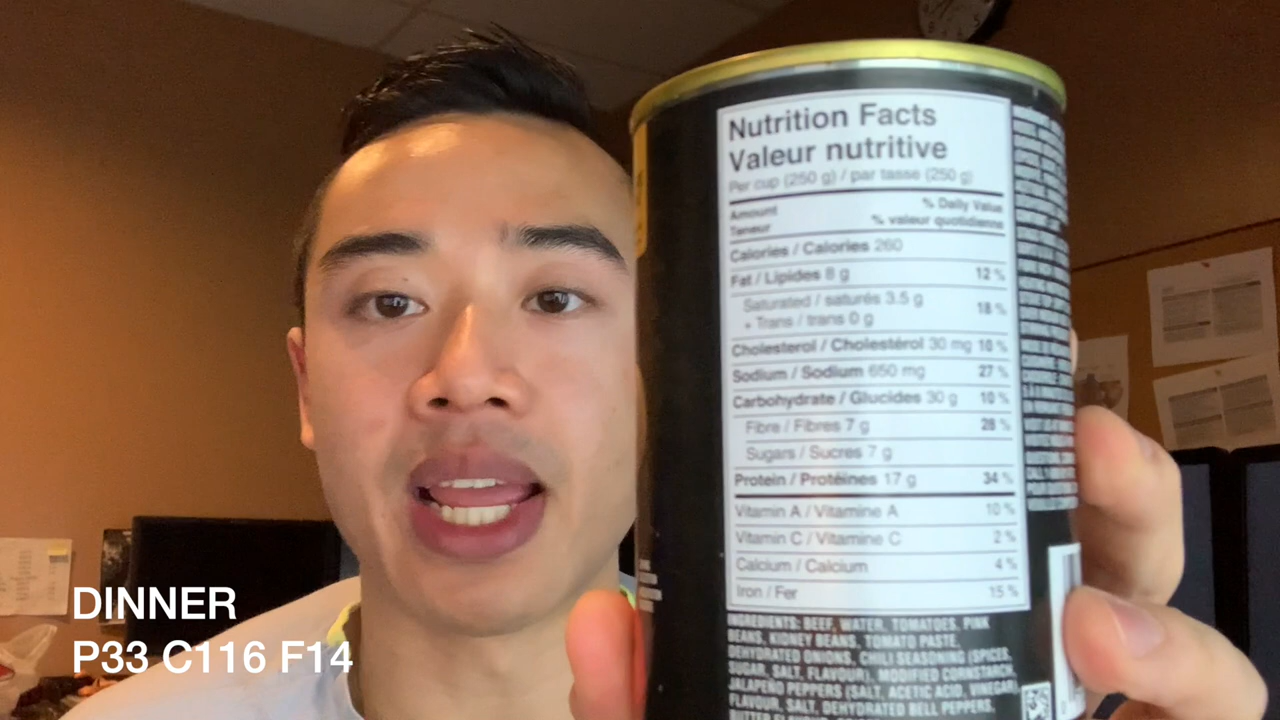 Nutrition Facts
Valeur nutritive
Per cup (250 g) / par tasse (250 g)
Amount % Daily Value
Teneur % valeur quotidienne
Calories / Calories 260
Fat / Lipides 8 g 12 %
Saturated / saturés 3.5 g
+ Trans / trans 0 g 18 %
Cholesterol / Cholestérol 30 mg 10 %
Sodium / Sodium 650 mg 27 %
Carbohydrate / Glucides 30 g 10 %
Fibre / Fibres 7 g 28 %
Sugars / Sucres 7 g
Protein / Protéines 17 g 34 %
Vitamin A / Vitamine A 10 %
Vitamin C / Vitamine C 2 %
Calcium / Calcium 4 %
Iron / Fer 15 %
INGREDIENTS: BEEF, WATER, TOMATOES, PINK
BEANS, KIDNEY BEANS, TOMATO PASTE,
DEHYDRATED ONIONS, CHILI SEASONING (SPICES,
SUGAR, SALT, FLAVOUR), MODIFIED CORNSTARCH,
JALAPEÑO PEPPERS (SALT, ACETIC ACID, VINEGAR),
FLAVOUR, SALT, DEHYDRATED BELL PEPPERS,
DINNER
P33 C116 F14